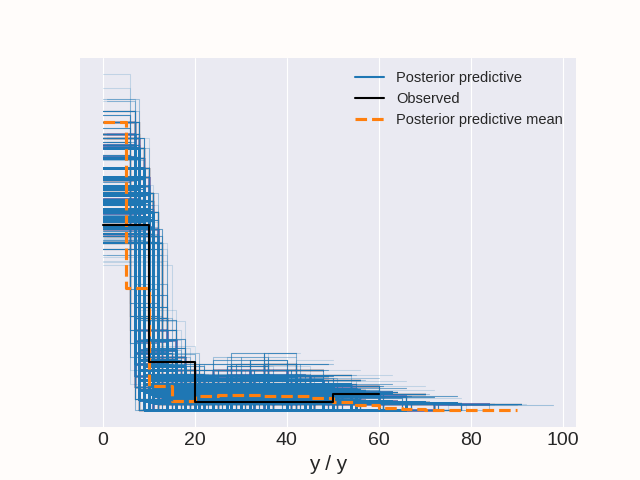 Posterior predictive
Observed
Posterior predictive mean
0 20 40 60 80 100
y / y